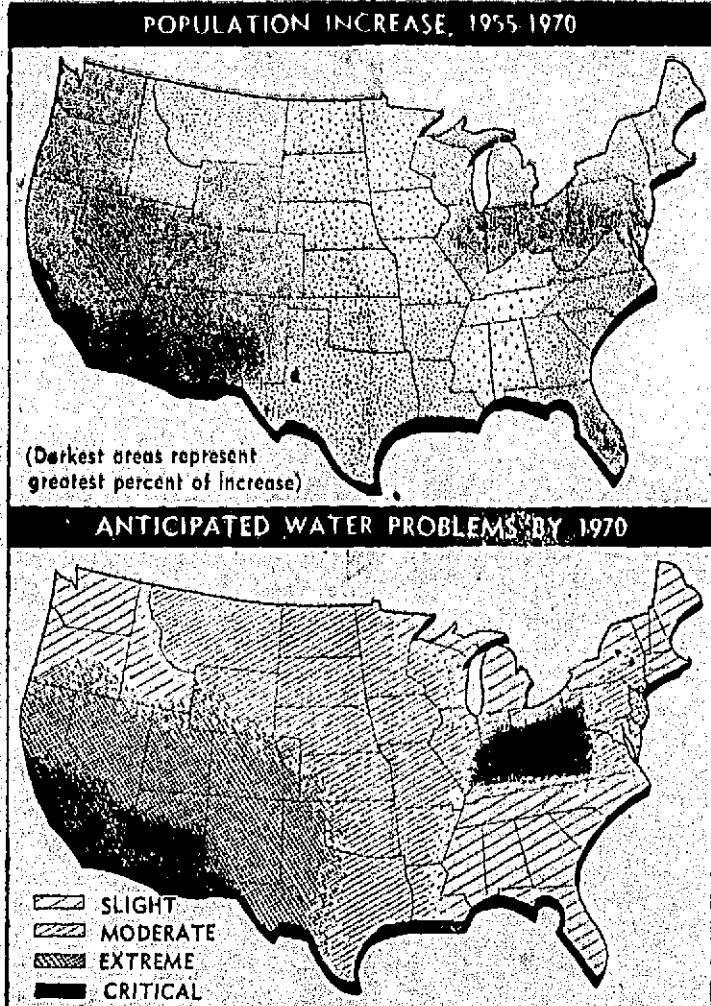 POPULATION INCREASE, 1955-1970
(Darkest areas represent
greatest percent of increase)
ANTICIPATED WATER PROBLEMS BY 1970
SLIGHT
MODERATE
EXTREME
CRITICAL